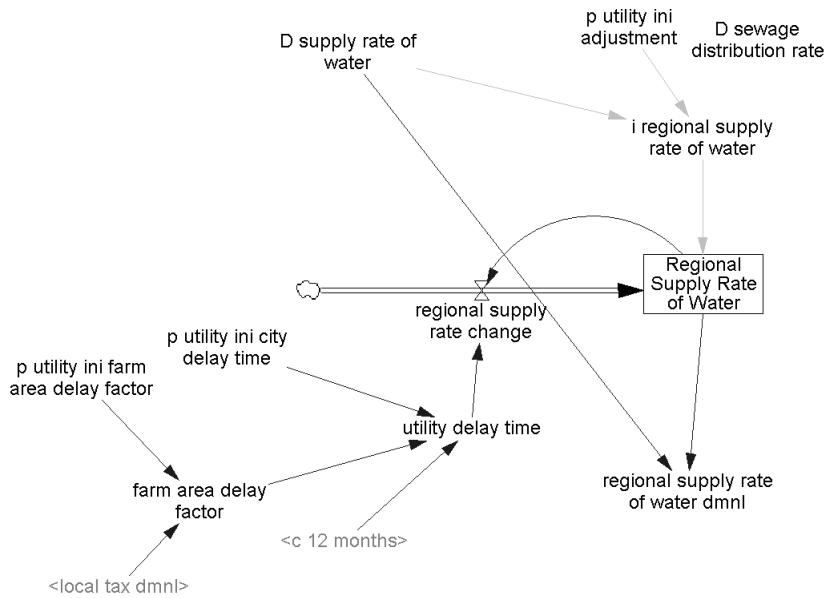 p utility ini
adjustment
D sewage
distribution rate
D supply rate of
water
i regional supply
rate of water
Regional
Supply Rate
of Water
regional supply
rate change
p utility ini city
delay time
p utility ini farm
area delay factor
utility delay time
regional supply rate
of water dmnl
farm area delay
factor
<c 12 months>
<local tax dmnl>